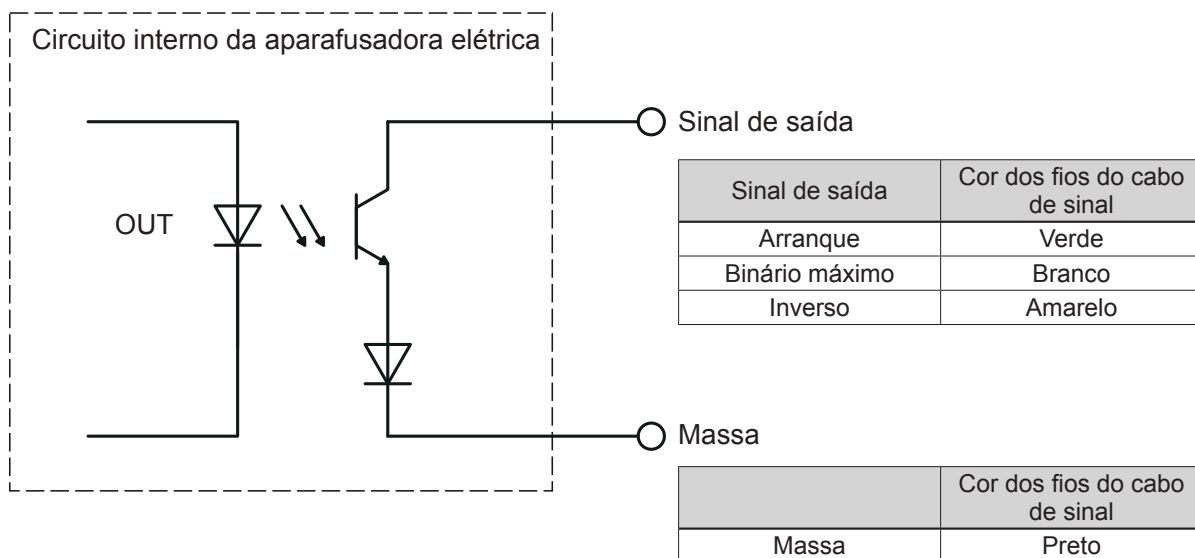 Circuito interno da aparafusadora elétrica
OUT
Sinal de saída
Sinal de saída
Cor dos fios do cabo
de sinal
Arranque
Verde
Binário máximo
Branco
Inverso
Amarelo
Massa
Cor dos fios do cabo
de sinal
Massa
Preto